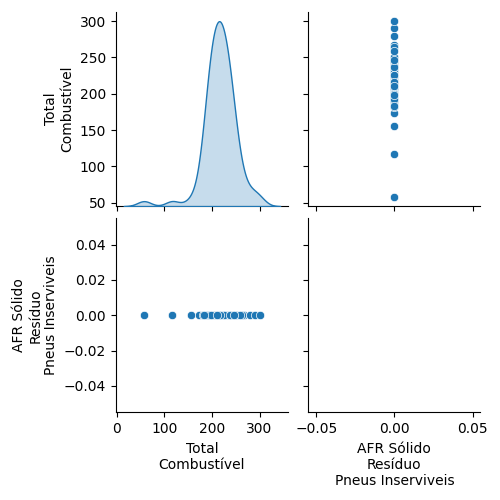 300
250
200
150
100
50
Total
Combustível
0.04
0.02
0.00
−0.02
−0.04
AFR Sólido
Resíduo
Pneus Inserviveis
0
100
200
300
Total
Combustível
−0.05
0.00
0.05
AFR Sólido
Resíduo
Pneus Inserviveis